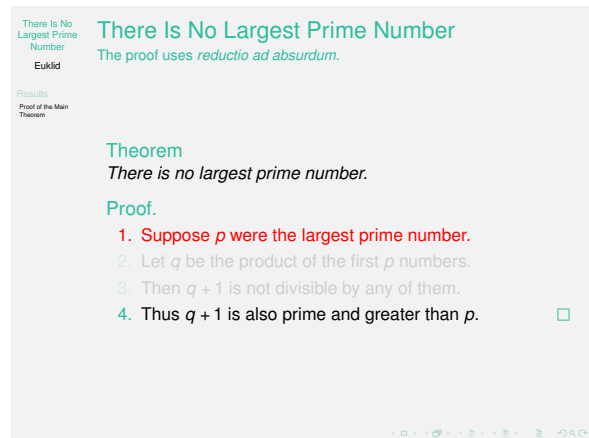 There Is No
Largest Prime
Number
Euklid
Results
Proof of the Main
Theorem
There Is No Largest Prime Number
The proof uses reductio ad absurdum.
Theorem
There is no largest prime number.
Proof.
1. Suppose p were the largest prime number.
2. Let q be the product of the first p numbers.
3. Then q + 1 is not divisible by any of them.
4. Thus q + 1 is also prime and greater than p.